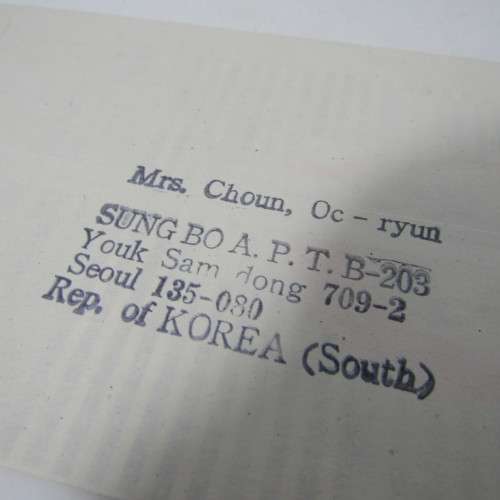 Mrs. Choun, Oc - ryun
SUNG BO A. P. T. B-203
Youk Sam dong 709-2
Seoul 135-080
Rep. of KOREA (South)